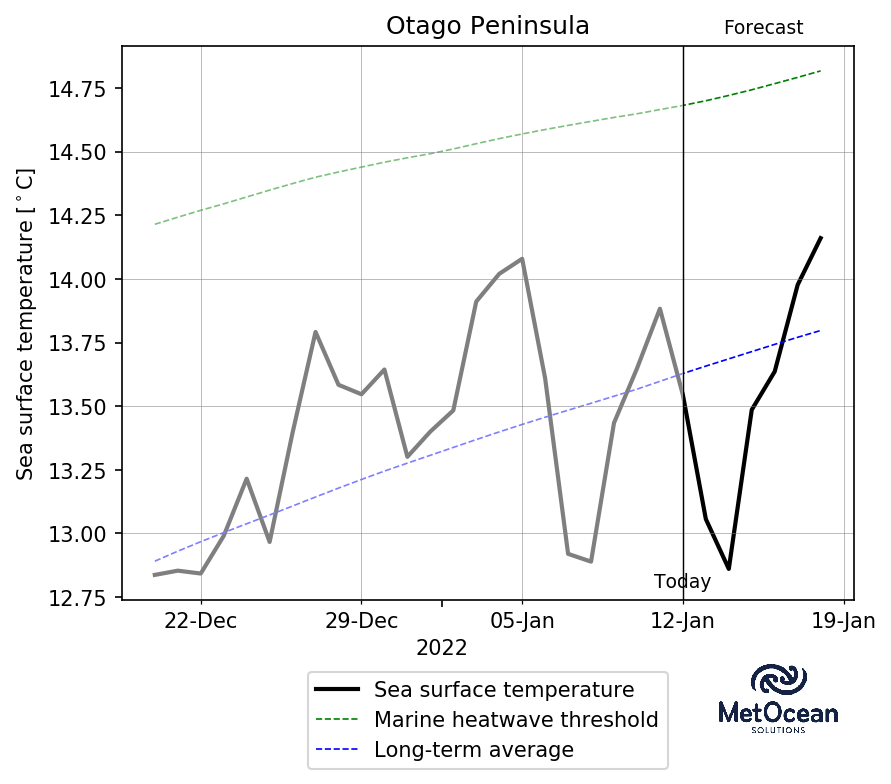 Otago Peninsula
Forecast
14.75
14.50
14.25
14.00
13.75
13.50
13.25
13.00
12.75
Sea surface temperature [°C]
Today
22-Dec 29-Dec 05-Jan 12-Jan 19-Jan
2022
Sea surface temperature
Marine heatwave threshold
Long-term average
MetOcean
SOLUTIONS